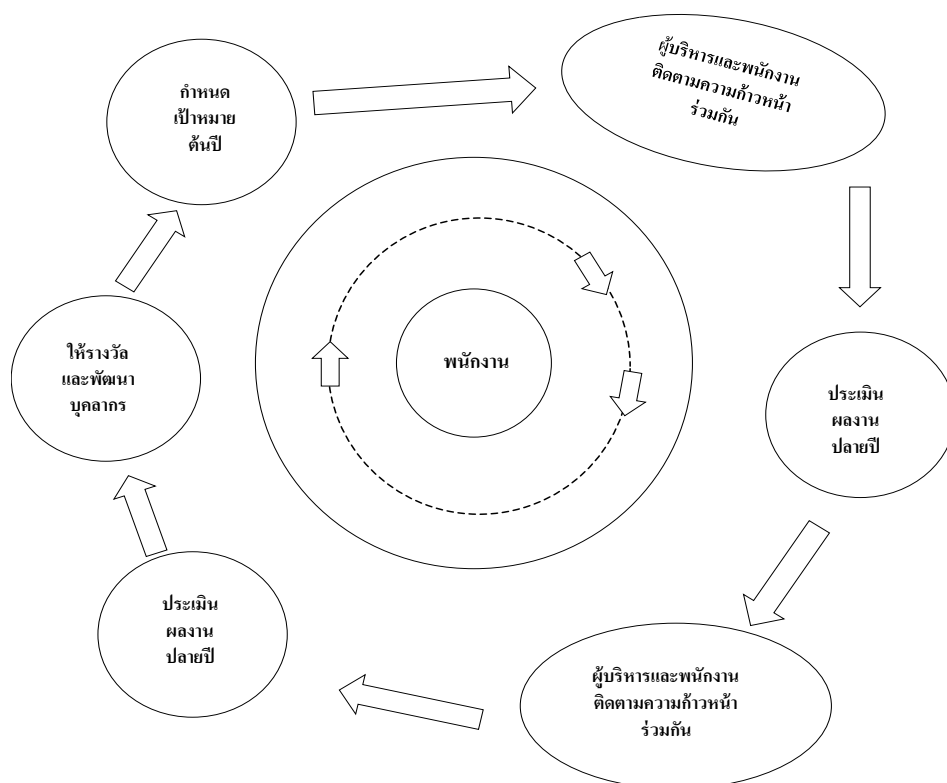 กำหนด
เป้าหมาย
ต้นปี
ผู้บริหารและพนักงาน
ติดตามความก้าวหน้า
ร่วมกัน
ประเมิน
ผลงาน
ปลายปี
ผู้บริหารและพนักงาน
ติดตามความก้าวหน้า
ร่วมกัน
ประเมิน
ผลงาน
ปลายปี
ให้รางวัล
และพัฒนา
บุคลากร
พนักงาน